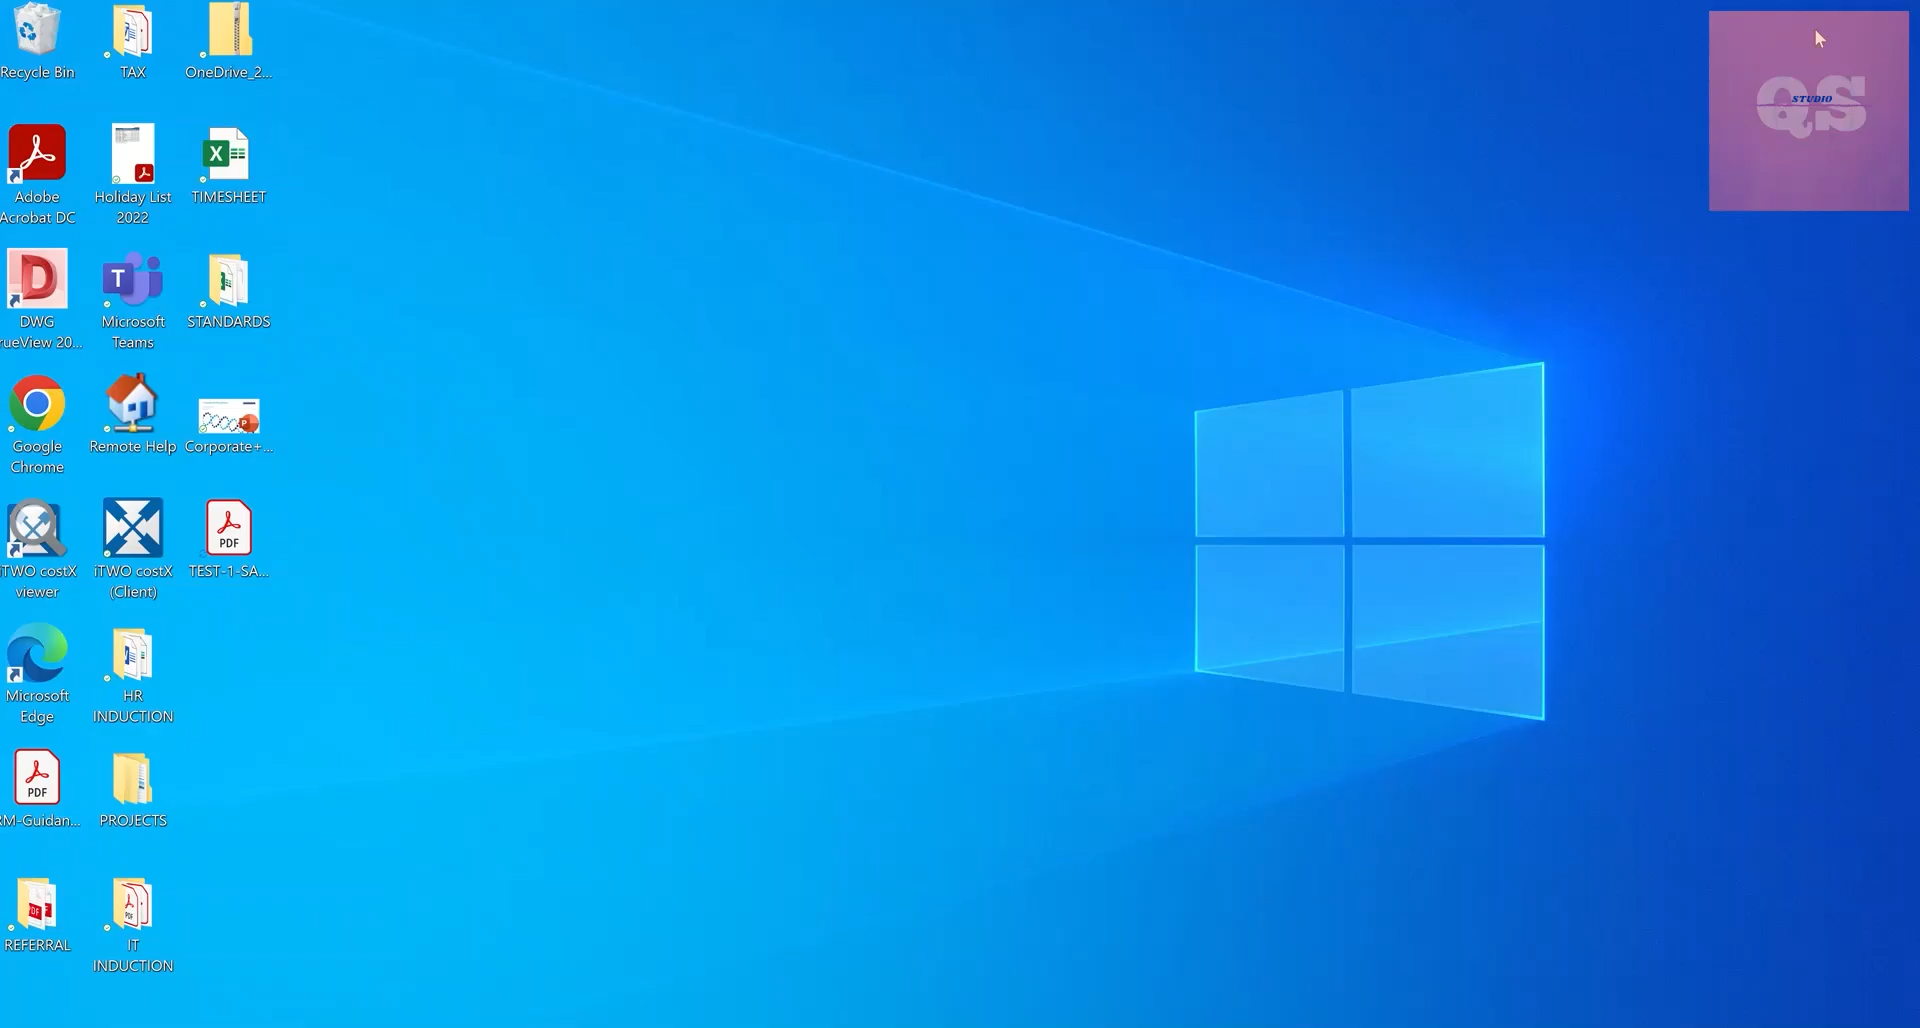 Recycle Bin
TAX
OneDrive_2...
Adobe
Acrobat DC
Holiday List
2022
TIMESHEET
DWG
rueView 20...
Microsoft
Teams
STANDARDS
Google
Chrome
Remote Help
Corporate+...
iTWO costX
viewer
iTWO costX
(Client)
PDF
TEST-1-SA...
Microsoft
Edge
HR
INDUCTION
PDF
RM-Guidan...
PROJECTS
REFERRAL
IT
INDUCTION
QS
STUDIO